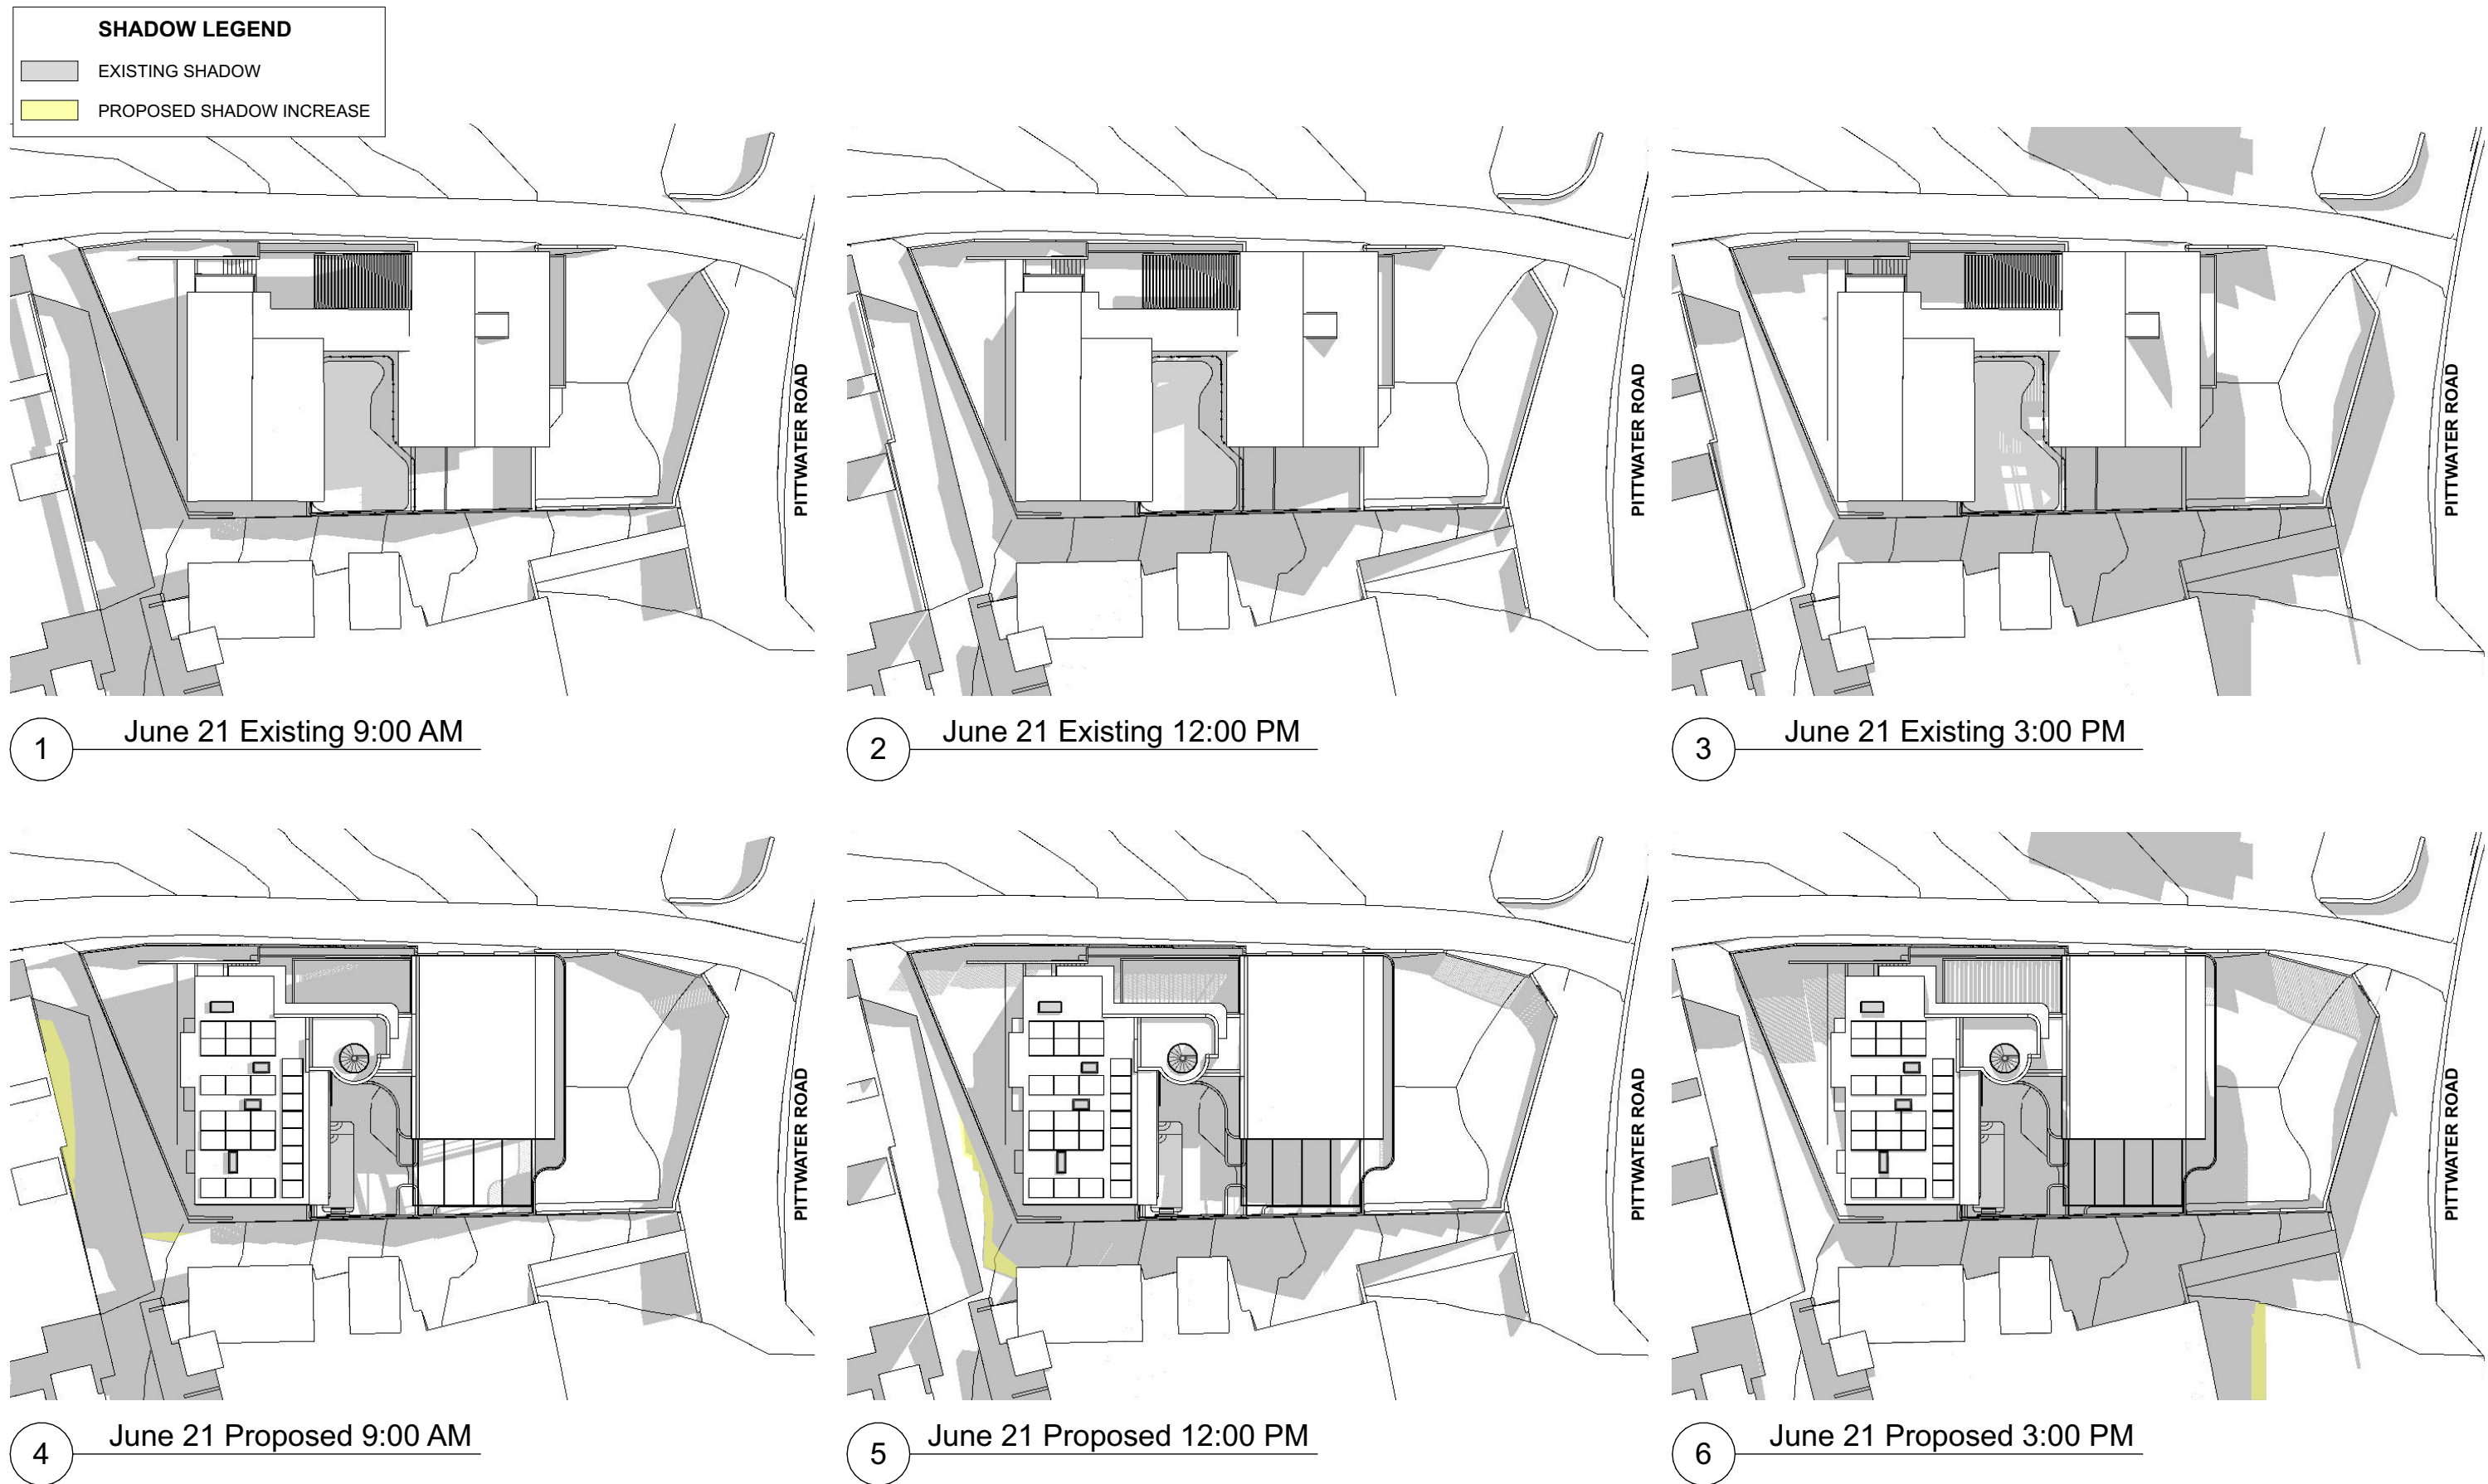 SHADOW LEGEND
EXISTING SHADOW
PROPOSED SHADOW INCREASE
PITTWATER ROAD
PITTWATER ROAD
PITTWATER ROAD
1 June 21 Existing 9:00 AM
2 June 21 Existing 12:00 PM
3 June 21 Existing 3:00 PM
PITTWATER ROAD
PITTWATER ROAD
PITTWATER ROAD
4 June 21 Proposed 9:00 AM
5 June 21 Proposed 12:00 PM
6 June 21 Proposed 3:00 PM